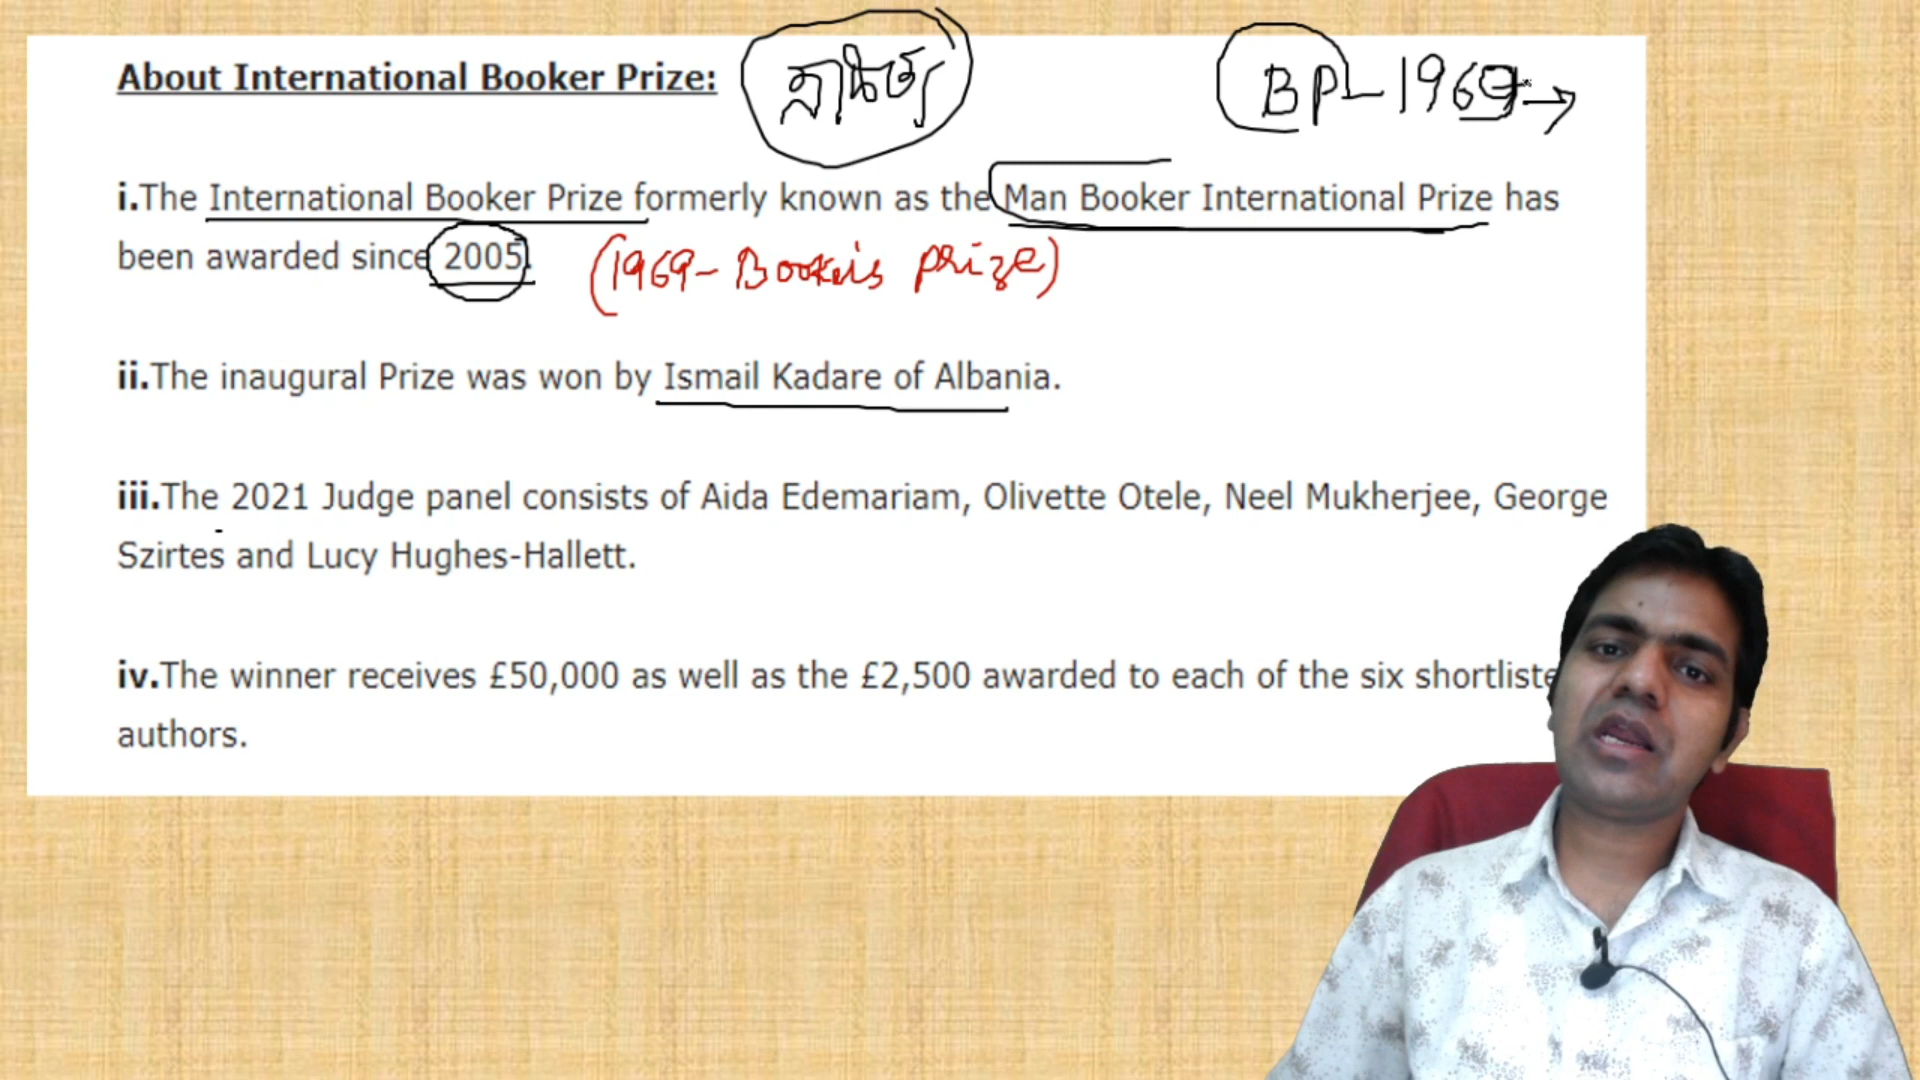 About International Booker Prize: সাহিত্য BP-1969→
i.The International Booker Prize formerly known as the Man Booker International Prize has
been awarded since 2005. (1969- Booker's prize)
ii.The inaugural Prize was won by Ismail Kadare of Albania.
iii.The 2021 Judge panel consists of Aida Edemariam, Olivette Otele, Neel Mukherjee, George
Szirtes and Lucy Hughes-Hallett.
iv.The winner receives £50,000 as well as the £2,500 awarded to each of the six shortliste
authors.